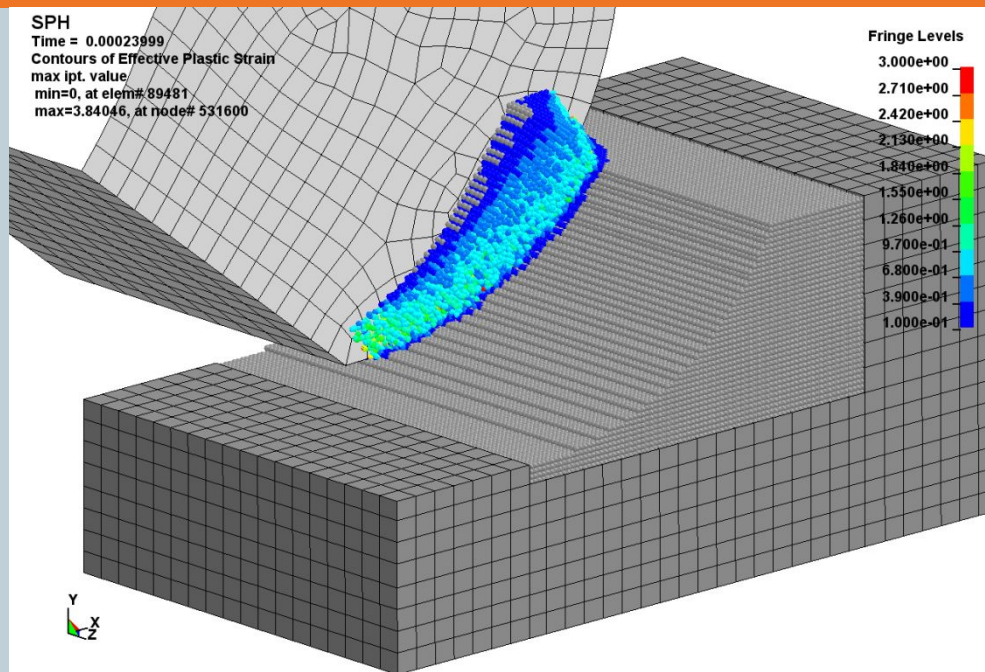 SPH
Time = 0.00023999
Contours of Effective Plastic Strain
max ipt. value
min=0, at elem# 89481
max=3.84046, at node# 531600
Fringe Levels
3.000e+00
2.710e+00
2.420e+00
2.130e+00
1.840e+00
1.550e+00
1.260e+00
9.700e-01
6.800e-01
3.900e-01
1.000e-01
Y
X
Z